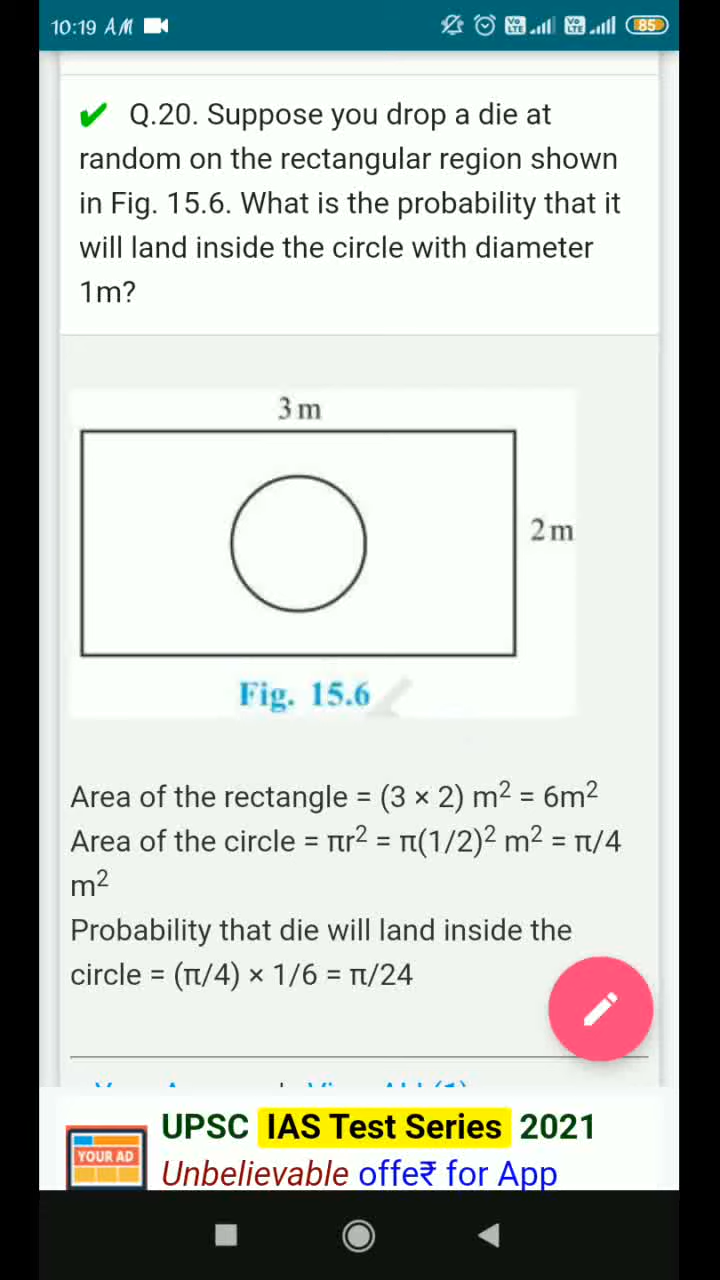 10:19 AM
Vo LTE Vo LTE 85
✔ Q.20. Suppose you drop a die at
random on the rectangular region shown
in Fig. 15.6. What is the probability that it
will land inside the circle with diameter
1m?
3 m
2 m
Fig. 15.6
Area of the rectangle = (3 × 2) m² = 6m²
Area of the circle = πr² = π(1/2)² m² = π/4
m²
Probability that die will land inside the
circle = (π/4) × 1/6 = π/24
UPSC IAS Test Series 2021
YOUR AD
Unbelievable offe₹ for App